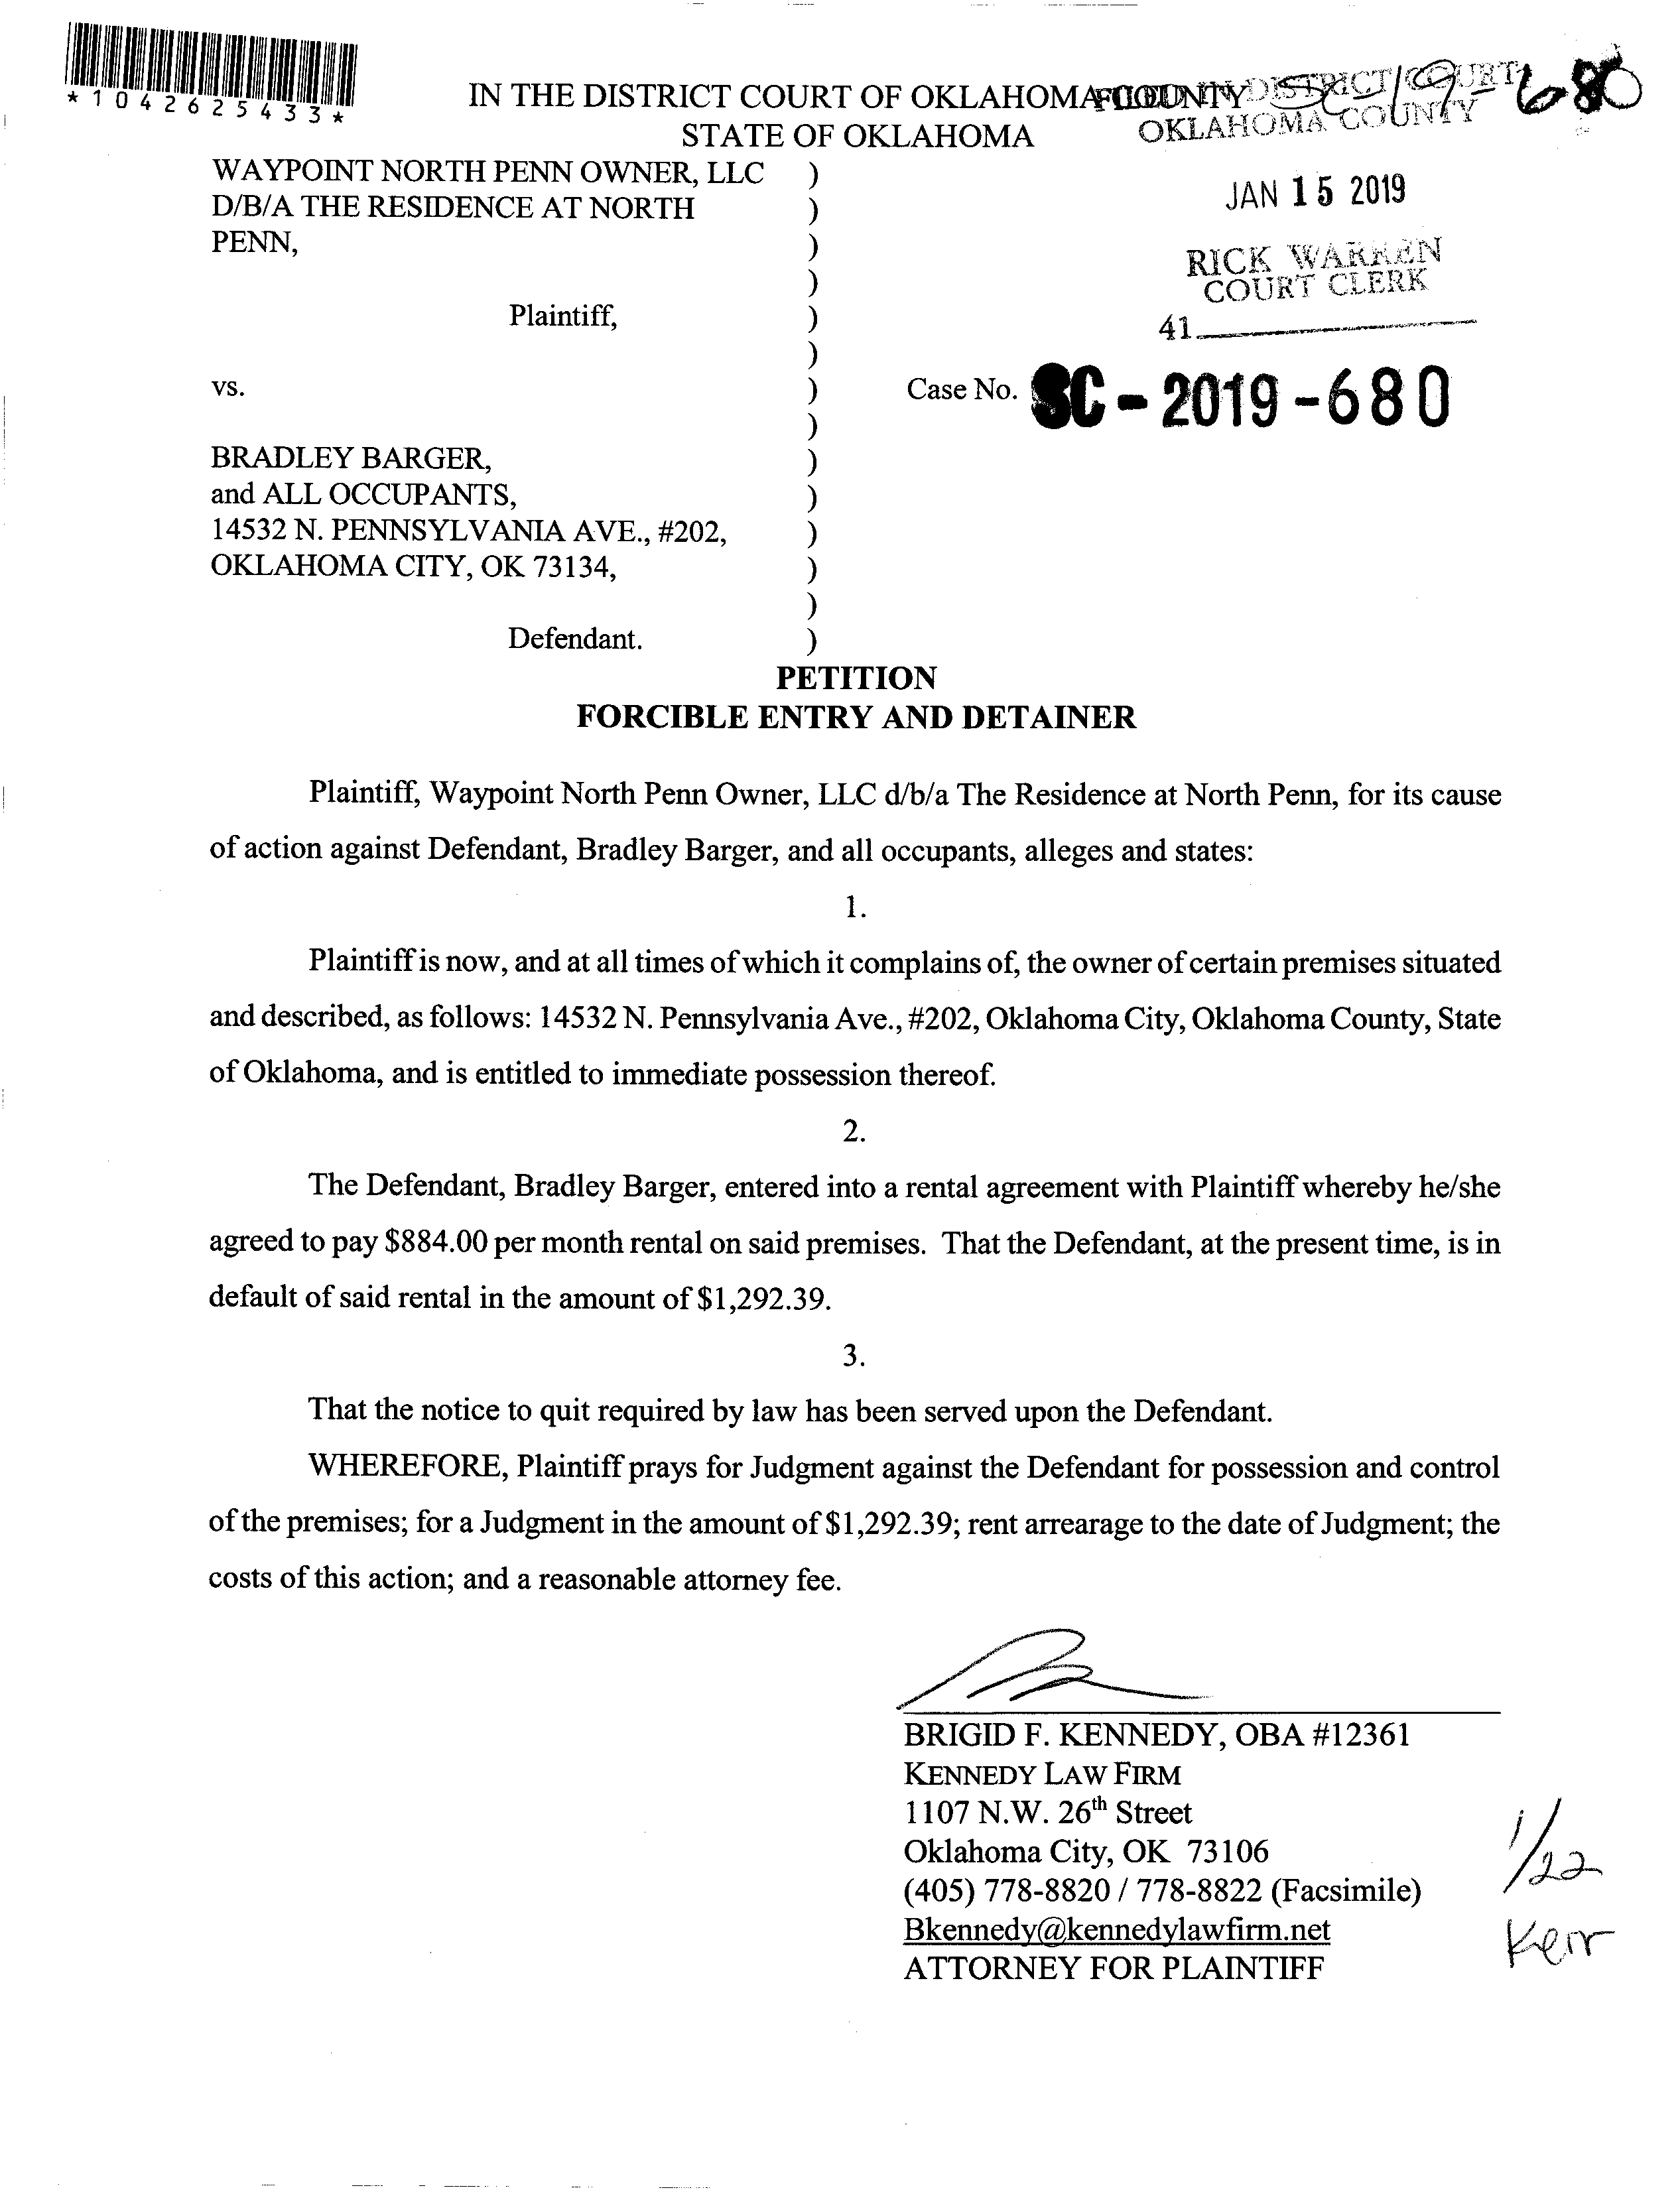 *1042625433*
SC-19-680
IN THE DISTRICT COURT OF OKLAHOMA COUNTY
STATE OF OKLAHOMA
FILED IN DISTRICT COURT
OKLAHOMA COUNTY
JAN 15 2019
RICK WARREN
COURT CLERK
41
WAYPOINT NORTH PENN OWNER, LLC )
D/B/A THE RESIDENCE AT NORTH )
PENN, )
)
Plaintiff, )
)
vs. ) Case No. SC-2019-680
)
BRADLEY BARGER, )
and ALL OCCUPANTS, )
14532 N. PENNSYLVANIA AVE., #202, )
OKLAHOMA CITY, OK 73134, )
)
Defendant. )
PETITION
FORCIBLE ENTRY AND DETAINER
Plaintiff, Waypoint North Penn Owner, LLC d/b/a The Residence at North Penn, for its cause
of action against Defendant, Bradley Barger, and all occupants, alleges and states:
1.
Plaintiff is now, and at all times of which it complains of, the owner of certain premises situated
and described, as follows: 14532 N. Pennsylvania Ave., #202, Oklahoma City, Oklahoma County, State
of Oklahoma, and is entitled to immediate possession thereof.
2.
The Defendant, Bradley Barger, entered into a rental agreement with Plaintiff whereby he/she
agreed to pay $884.00 per month rental on said premises. That the Defendant, at the present time, is in
default of said rental in the amount of $1,292.39.
3.
That the notice to quit required by law has been served upon the Defendant.
WHEREFORE, Plaintiff prays for Judgment against the Defendant for possession and control
of the premises; for a Judgment in the amount of $1,292.39; rent arrearage to the date of Judgment; the
costs of this action; and a reasonable attorney fee.
BRIGID F. KENNEDY, OBA #12361
KENNEDY LAW FIRM
1107 N.W. 26th Street
Oklahoma City, OK 73106
(405) 778-8820 / 778-8822 (Facsimile)
Bkennedy@kennedylawfirm.net
ATTORNEY FOR PLAINTIFF
1/22
Kerr